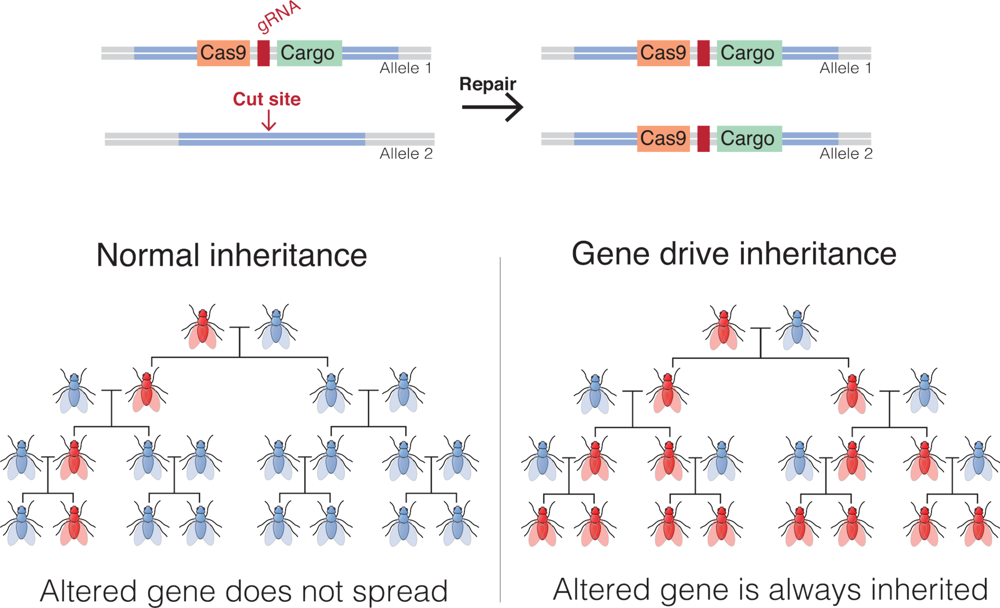 gRNA
Cas9
Cargo
Allele 1
Cut site
Allele 2
Repair
Cas9
Cargo
Allele 1
Cas9
Cargo
Allele 2
Normal inheritance
Gene drive inheritance
Altered gene does not spread
Altered gene is always inherited